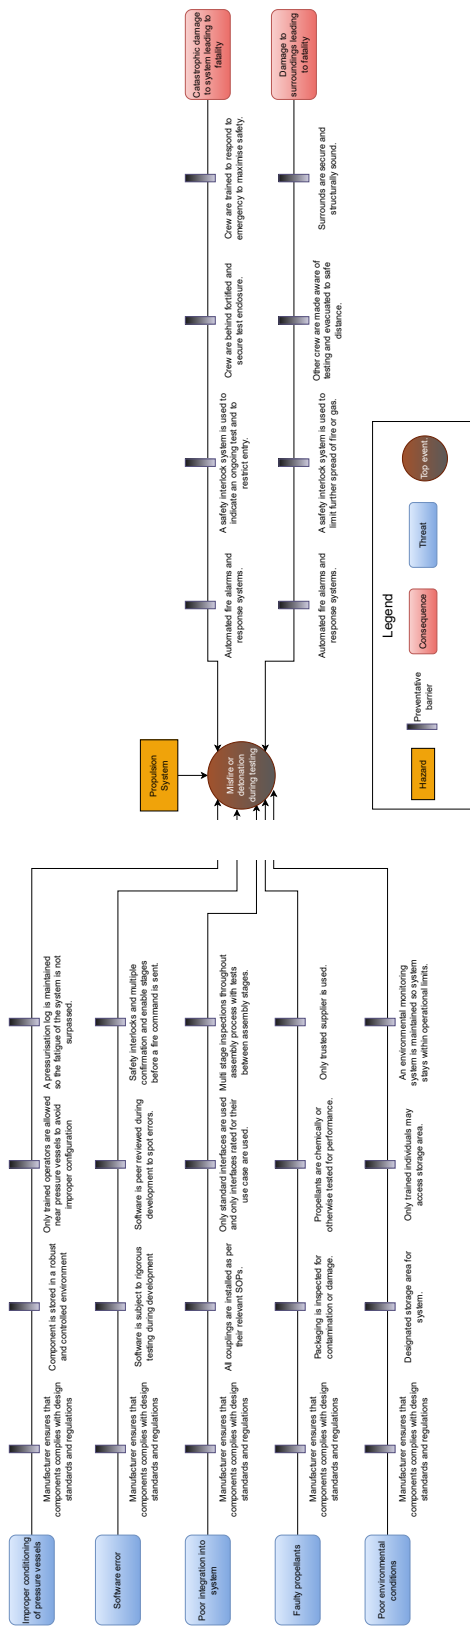 Improper conditioning
of pressure vessels
Manufacturer ensures that
components complies with design
standards and regulations
Component is stored in a robust
and controlled environment
Only trained operators are allowed
near pressure vessels to avoid
improper configuration
A pressurisation log is maintained
so the fatigue of the system is not
surpassed.
Software error
Manufacturer ensures that
components complies with design
standards and regulations
Software is subject to rigorous
testing during development
Software is peer reviewed during
development to spot errors.
Safety interlocks and multiple
confirmation and enable stages
before a fire command is sent.
Poor integration into
system
Manufacturer ensures that
components complies with design
standards and regulations
All couplings are installed as per
their relevant SOPs.
Only standard interfaces are used
and only interfaces rated for their
use case are used.
Multi stage inspections throughout
assembly process with tests
between assembly stages.
Faulty propellants
Manufacturer ensures that
components complies with design
standards and regulations
Packaging is inspected for
contamination or damage.
Propellants are chemically or
otherwise tested for performance.
Only trusted supplier is used.
Poor environmental
conditions
Manufacturer ensures that
components complies with design
standards and regulations
Designated storage area for
system.
Only trained individuals may
access storage area.
An environmental monitoring
system is maintained so system
stays within operational limits.
Propulsion
System
Misfire or
detonation
during testing
Automated fire alarms and
response systems.
A safety interlock system is used to
indicate an ongoing test and to
restrict entry.
Crew are behind fortified and
secure test enclosure.
Crew are trained to respond to
emergency to maximise safety.
Catastrophic damage
to system leading to
fatality
Automated fire alarms and
response systems.
A safety interlock system is used to
limit further spread of fire or gas.
Other crew are made aware of
testing and evacuated to safe
distance.
Surrounds are secure and
structurally sound.
Damage to
surroundings leading
to fatality
Legend
Hazard
Preventative
barrier
Consequence
Threat
Top event.